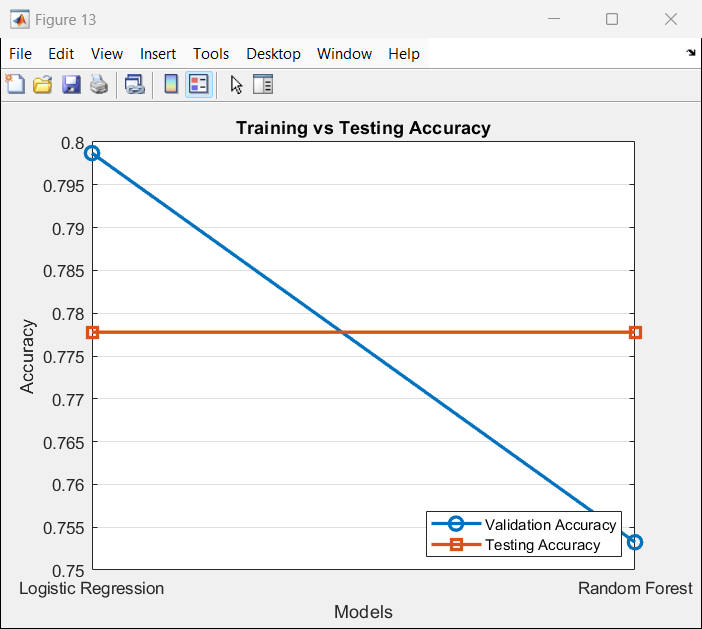 Figure 13
File Edit View Insert Tools Desktop Window Help
Training vs Testing Accuracy
0.8
0.795
0.79
0.785
0.78
0.775
0.77
0.765
0.76
0.755
0.75
Accuracy
Validation Accuracy
Testing Accuracy
Logistic Regression Random Forest
Models